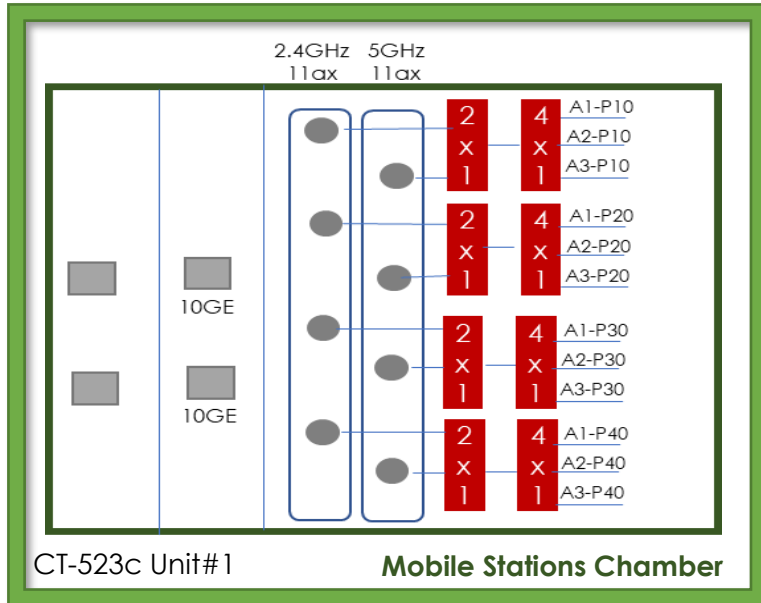 2.4GHz 5GHz
11ax 11ax
2
x
1
4
x
1
A1-P10
A2-P10
A3-P10
2
x
1
4
x
1
A1-P20
A2-P20
A3-P20
10GE
2
x
1
4
x
1
A1-P30
A2-P30
A3-P30
10GE
2
x
1
4
x
1
A1-P40
A2-P40
A3-P40
CT-523c Unit#1
Mobile Stations Chamber